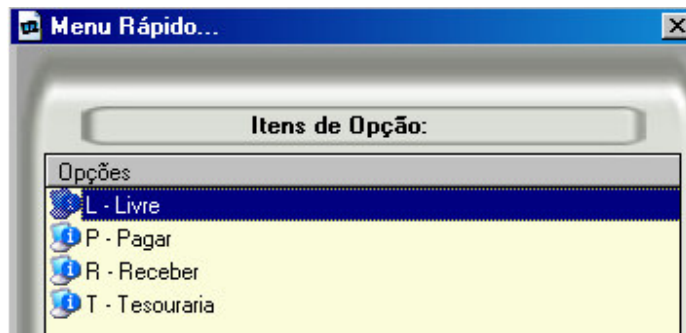 Menu Rápido...
Itens de Opção:
Opções
L - Livre
P - Pagar
R - Receber
T - Tesouraria